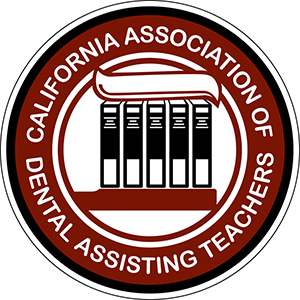 CALIFORNIA ASSOCIATION OF
DENTAL ASSISTING TEACHERS